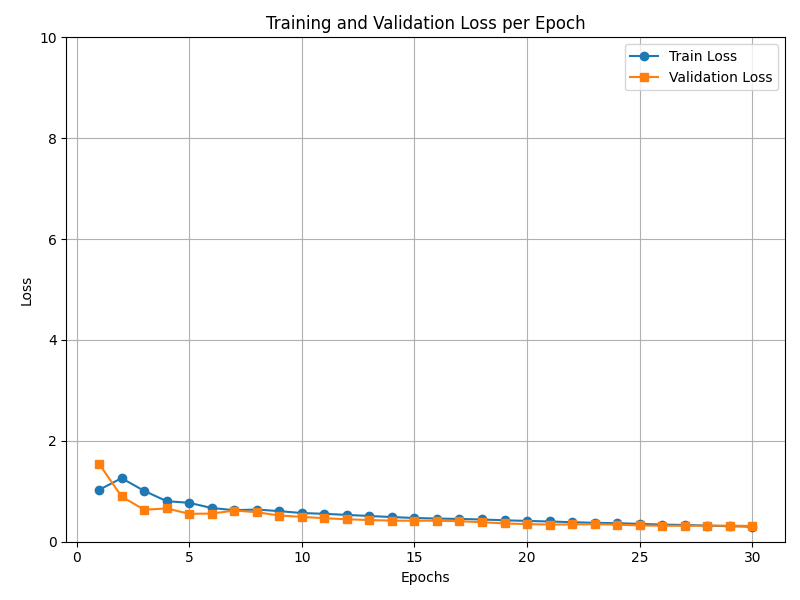 Training and Validation Loss per Epoch
Train Loss
Validation Loss
10
8
6
4
2
0
Loss
0 5 10 15 20 25 30
Epochs